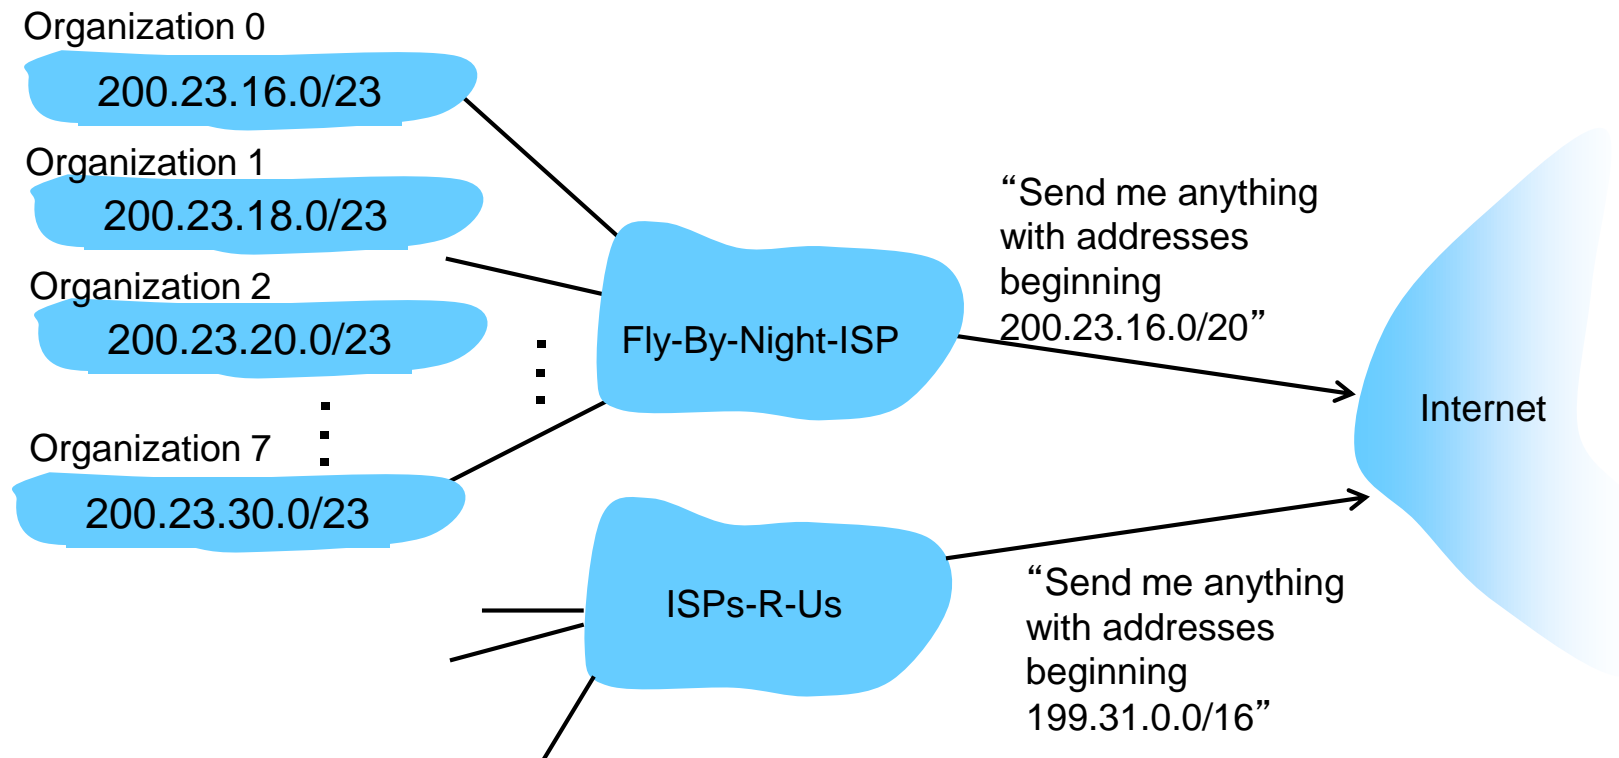 Organization 0
200.23.16.0/23
Organization 1
200.23.18.0/23
Organization 2
200.23.20.0/23
Organization 7
200.23.30.0/23
Fly-By-Night-ISP
“Send me anything
with addresses
beginning
200.23.16.0/20”
Internet
ISPs-R-Us
“Send me anything
with addresses
beginning
199.31.0.0/16”